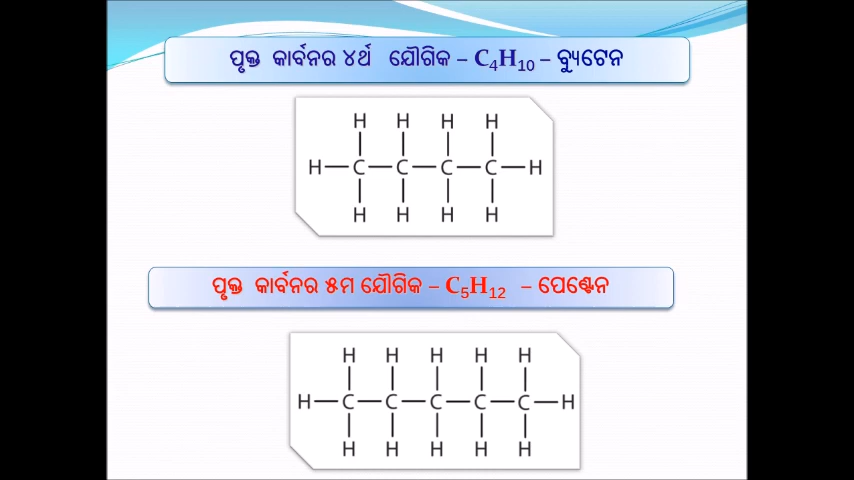 ପୃକ୍ତ କାର୍ବନର ୪ର୍ଥ ଯୌଗିକ – C₄H₁₀ – ବ୍ୟୁଟେନ
H H H H
H — C — C — C — C — H
H H H H
ପୃକ୍ତ କାର୍ବନର ୫ମ ଯୌଗିକ – C₅H₁₂ – ପେଣ୍ଟେନ
H H H H H
H — C — C — C — C — C — H
H H H H H